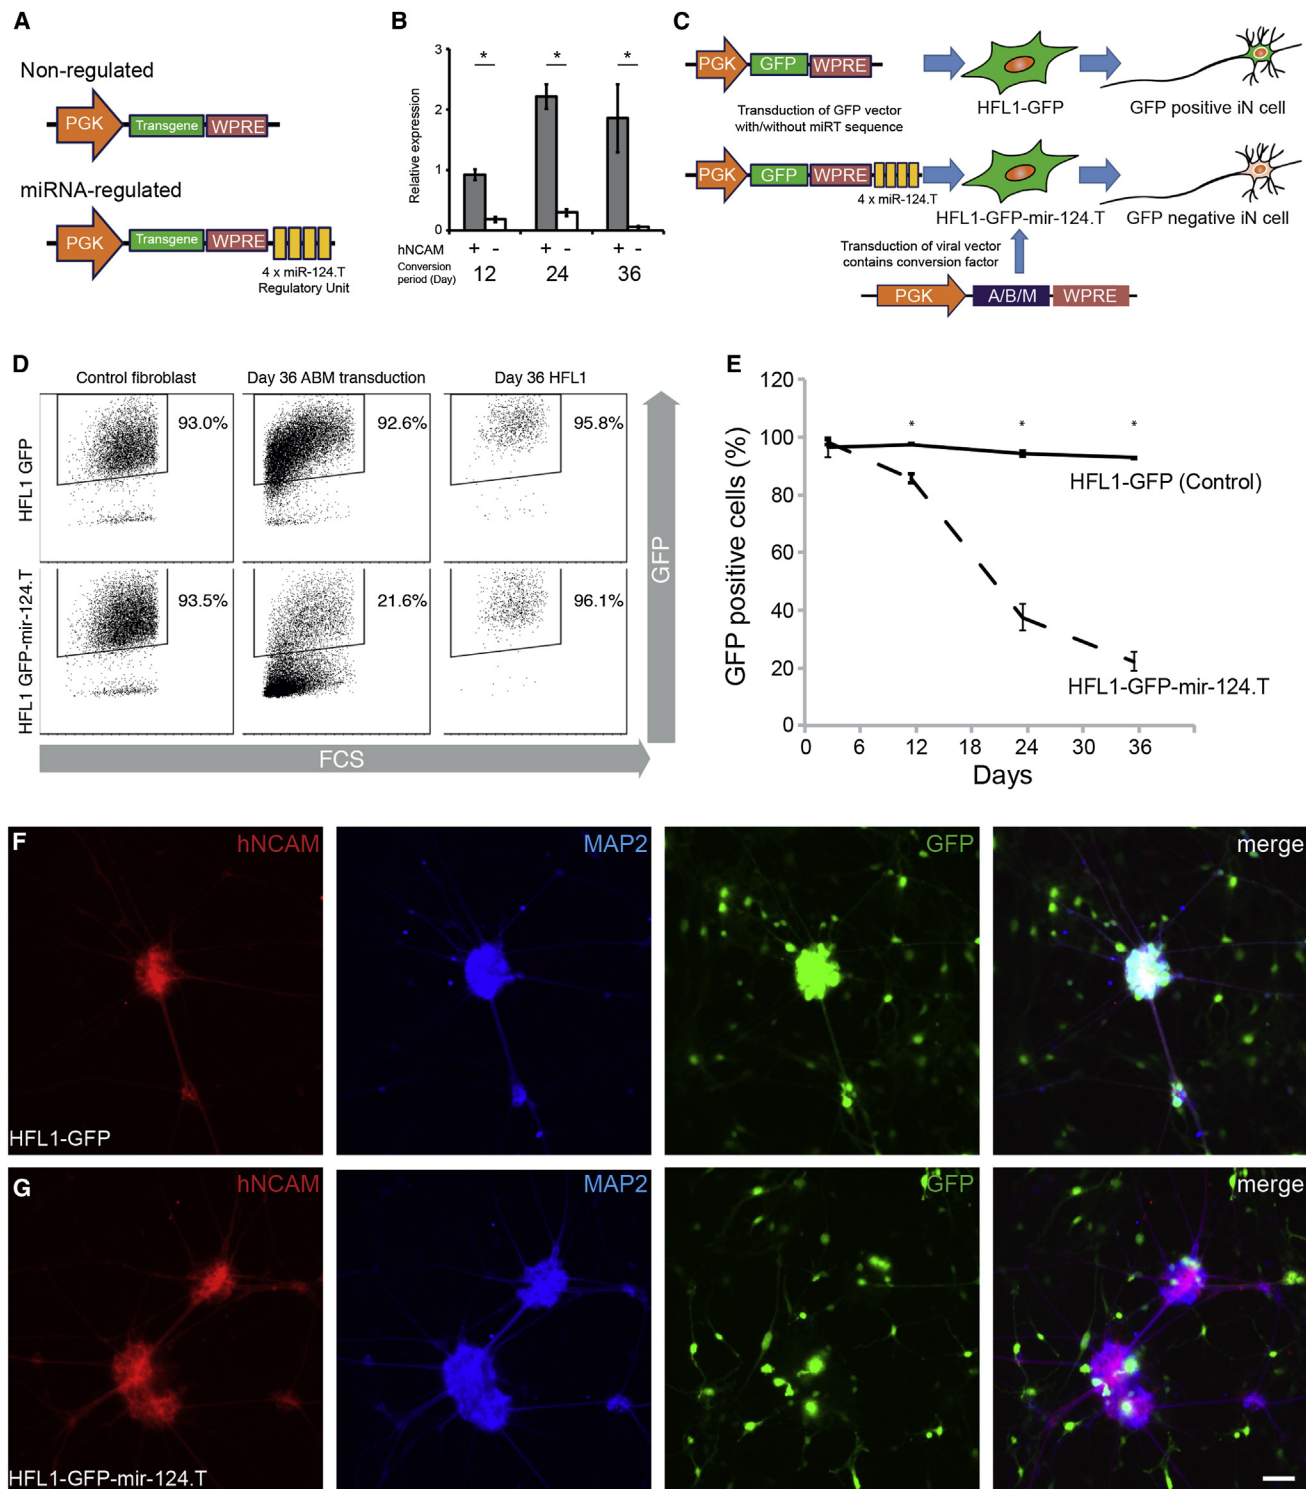 A
Non-regulated
PGK
Transgene
WPRE
miRNA-regulated
PGK
Transgene
WPRE
4 x miR-124.T
Regulatory Unit
B
Relative expression
3
2
1
0
*
*
*
hNCAM
+ -
+ -
+ -
Conversion
period (Day)
12
24
36
C
PGK
GFP
WPRE
Transduction of GFP vector
with/without miRT sequence
HFL1-GFP
GFP positive iN cell
PGK
GFP
WPRE
4 x miR-124.T
HFL1-GFP-mir-124.T
GFP negative iN cell
Transduction of viral vector
contains conversion factor
PGK
A/B/M
WPRE
D
Control fibroblast
Day 36 ABM transduction
Day 36 HFL1
HFL1 GFP
93.0%
92.6%
95.8%
HFL1 GFP-mir-124.T
93.5%
21.6%
96.1%
GFP
FCS
E
GFP positive cells (%)
120
100
80
60
40
20
0
*
*
*
HFL1-GFP (Control)
HFL1-GFP-mir-124.T
0 6 12 18 24 30 36
Days
F
hNCAM
MAP2
GFP
merge
HFL1-GFP
G
hNCAM
MAP2
GFP
merge
HFL1-GFP-mir-124.T